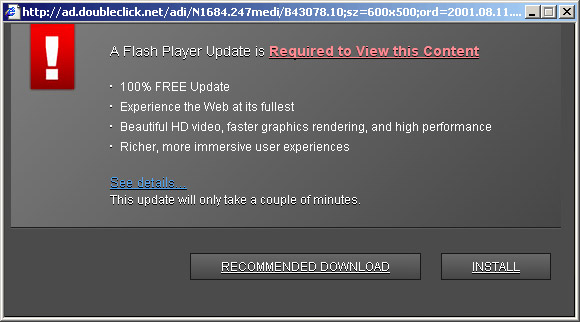 http://ad.doubleclick.net/adi/N1684.247medi/B43078.10;sz=600x500;ord=2001.08.11....
A Flash Player Update is Required to View this Content
· 100% FREE Update
· Experience the Web at its fullest
· Beautiful HD video, faster graphics rendering, and high performance
· Richer, more immersive user experiences
See details...
This update will only take a couple of minutes.
RECOMMENDED DOWNLOAD
INSTALL